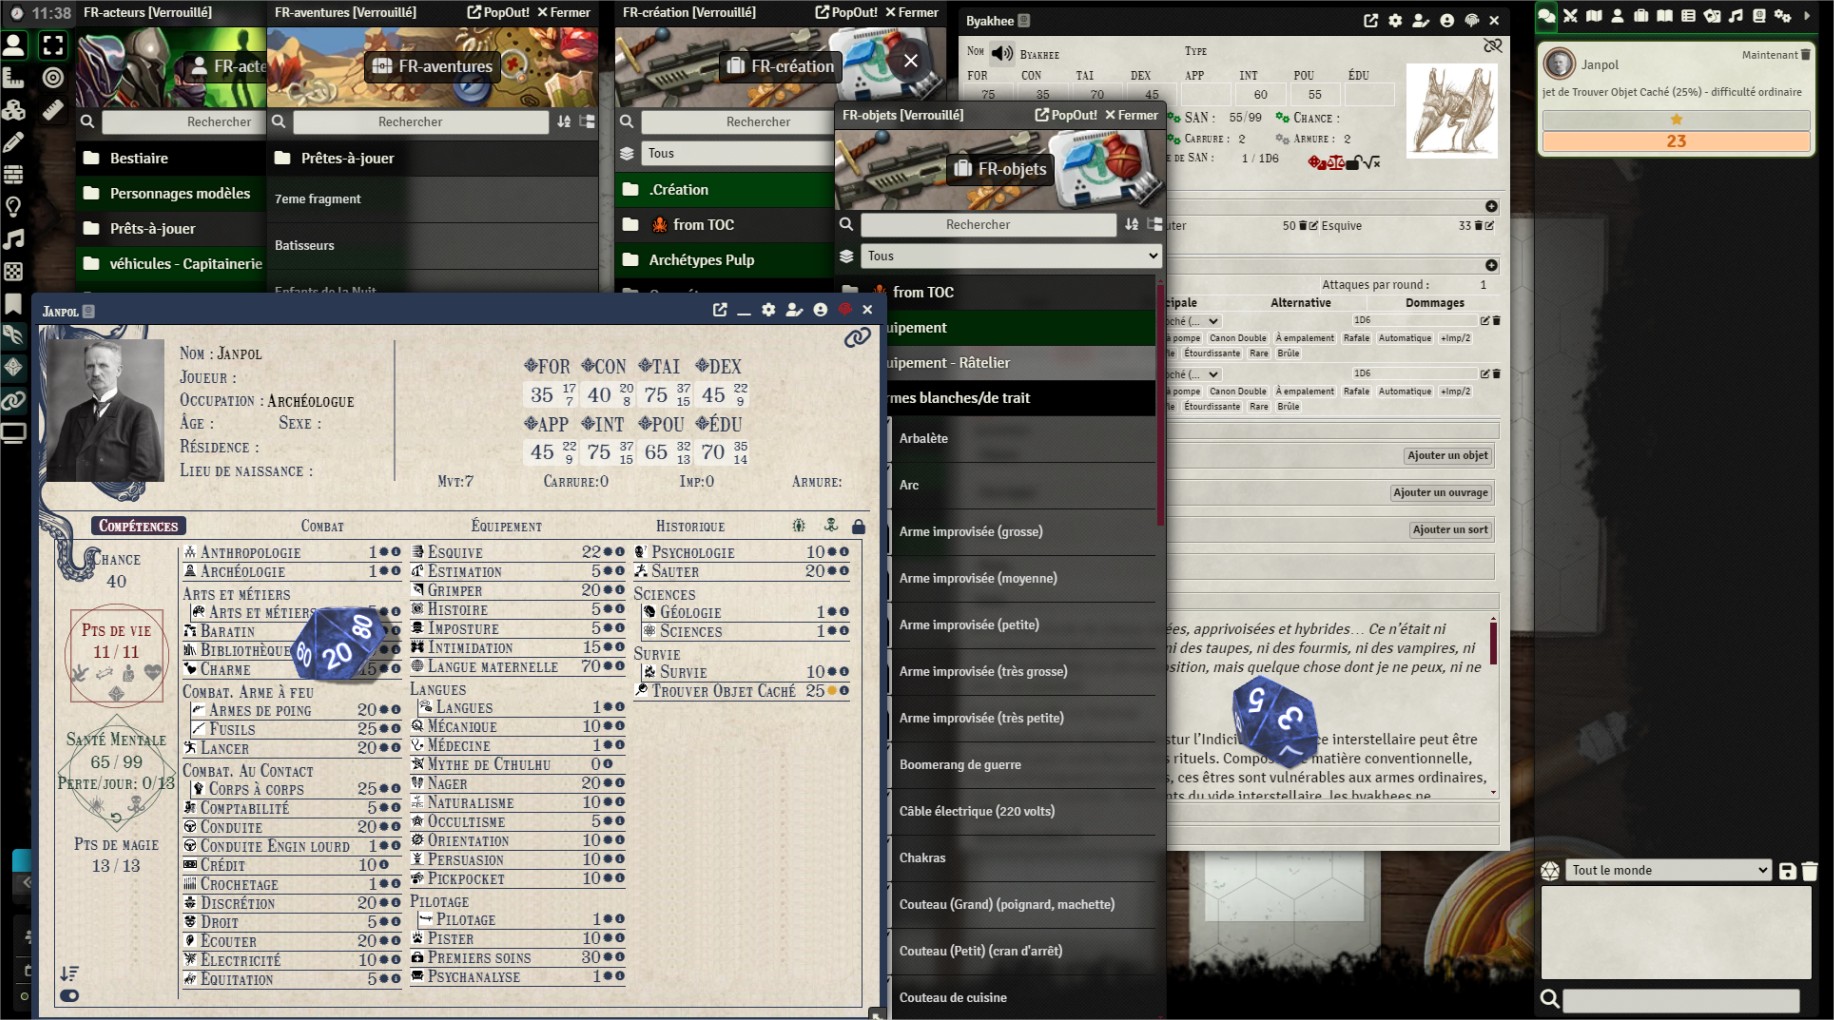 11:38
FR-acteurs [Verrouillé]
FR-acte
Rechercher
Bestiaire
Personnages modèles
Prêts-à-jouer
véhicules - Capitainerie
FR-aventures [Verrouillé]
PopOut!
Fermer
FR-aventures
Rechercher
Prêtes-à-jouer
7eme fragment
Batisseurs
Enfants de la Nuit
FR-création [Verrouillé]
PopOut!
Fermer
FR-création
Rechercher
Tous
.Création
from TOC
Archétypes Pulp
FR-objets [Verrouillé]
PopOut!
Fermer
FR-objets
Rechercher
Tous
from TOC
uipement
uipement - Râtelier
rmes blanches/de trait
Arbalète
Arc
Arme improvisée (grosse)
Arme improvisée (moyenne)
Arme improvisée (petite)
Arme improvisée (très grosse)
Arme improvisée (très petite)
Boomerang de guerre
Câble électrique (220 volts)
Chakras
Couteau (Grand) (poignard, machette)
Couteau (Petit) (cran d'arrêt)
Couteau de cuisine
Byakhee
Nom Byakhee
Type
FOR CON TAI DEX APP INT POU ÉDU
75 35 70 45 60 55
SAN : 55/99 Chance :
Carrure : 2 Armure : 2
e de SAN : 1 / 1D6
uter 50 Esquive 33
Attaques par round : 1
cipale Alternative Dommages
oché (... 1D6
à pompe Canon Double À empalement Rafale Automatique +Imp/2
lle Étourdissante Rare Brûle
oché (... 1D6
à pompe Canon Double À empalement Rafale Automatique +Imp/2
lle Étourdissante Rare Brûle
Ajouter un objet
Ajouter un ouvrage
Ajouter un sort
ées, apprivoisées et hybrides… Ce n'était ni
ni des taupes, ni des fourmis, ni des vampires, ni
osition, mais quelque chose dont je ne peux, ni ne
5 3
stur l'Indici ce interstellaire peut être
s rituels. Compos e matière conventionnelle,
s, ces êtres sont vulnérables aux armes ordinaires,
nts du vide interstellaire, les byakhees ne
Janpol
Nom : Janpol
Joueur :
Occupation : Archéologue
Âge : Sexe :
Résidence :
Lieu de naissance :
FOR CON TAI DEX
35 17 7 40 20 8 75 37 15 45 22 9
APP INT POU ÉDU
45 22 9 75 37 15 65 32 13 70 35 14
Mvt:7 Carrure:0 Imp:0 Armure:
Compétences Combat Équipement Historique
Chance
40
Pts de vie
11 / 11
Santé Mentale
65 / 99
Perte/jour: 0/13
Pts de magie
13 / 13
Anthropologie 1
Archéologie 1
Arts et métiers
Arts et métiers 5
Baratin
Bibliothèque
Charme 15
60 20 80
Combat. Arme à feu
Armes de poing 20
Fusils 25
Lancer 20
Combat. Au Contact
Corps à corps 25
Comptabilité 5
Conduite 20
Conduite Engin lourd 1
Crédit 10
Crochetage 1
Discrétion 20
Droit 5
Ecouter 20
Electricité 10
Equitation 5
Esquive 22
Estimation 5
Grimper 20
Histoire 5
Imposture 5
Intimidation 15
Langue maternelle 70
Langues
Langues 1
Mécanique 10
Médecine 1
Mythe de Cthulhu 0
Nager 20
Naturalisme 10
Occultisme 5
Orientation 10
Persuasion 10
Pickpocket 10
Pilotage
Pilotage 1
Pister 10
Premiers soins 30
Psychanalyse 1
Psychologie 10
Sauter 20
Sciences
Géologie 1
Sciences 1
Survie
Survie 10
Trouver Objet Caché 25
Janpol
Maintenant
jet de Trouver Objet Caché (25%) - difficulté ordinaire
23
Tout le monde